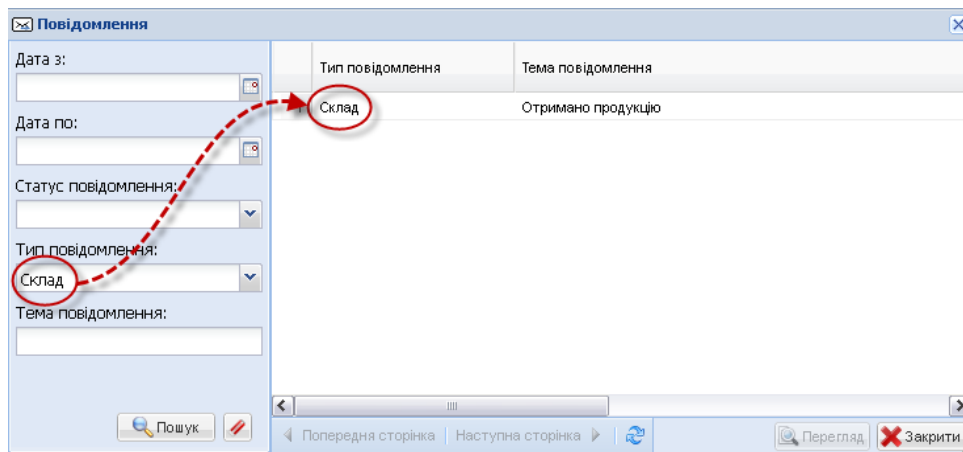 Повідомлення
Дата з:
Дата по:
Статус повідомлення:
Тип повідомлення:
Склад
Тема повідомлення:
Пошук
Тип повідомлення Тема повідомлення
Склад Отримано продукцію
Попередня сторінка Наступна сторінка Перегляд Закрити